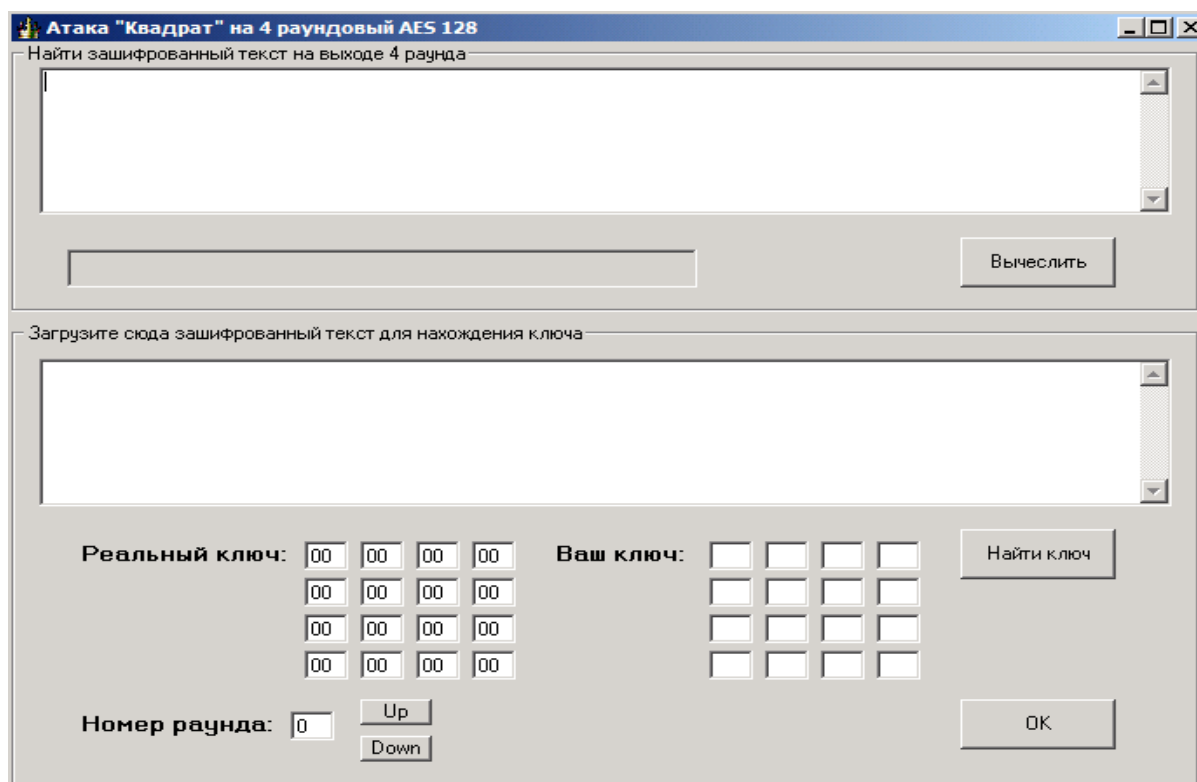 Атака "Квадрат" на 4 раундовый AES 128
Найти зашифрованный текст на выходе 4 раунда
Вычеслить
Загрузите сюда зашифрованный текст для нахождения ключа
Реальный ключ: 00 00 00 00 Ваш ключ: Найти ключ
00 00 00 00
00 00 00 00
00 00 00 00
Номер раунда: 0 Up OK
Down